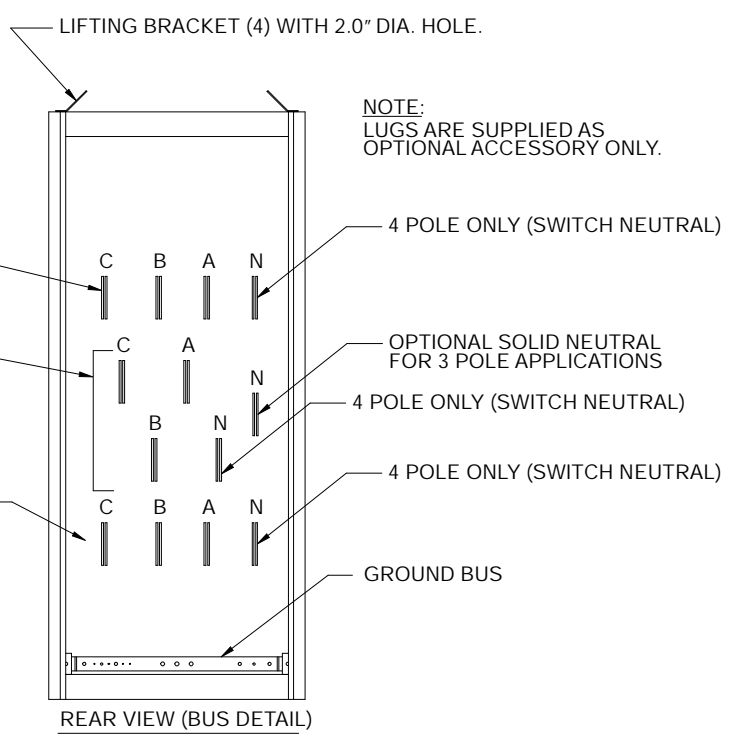 LIFTING BRACKET (4) WITH 2.0" DIA. HOLE.
NOTE:
LUGS ARE SUPPLIED AS
OPTIONAL ACCESSORY ONLY.
4 POLE ONLY (SWITCH NEUTRAL)
C B A N
C A
OPTIONAL SOLID NEUTRAL
FOR 3 POLE APPLICATIONS
N
4 POLE ONLY (SWITCH NEUTRAL)
B N
4 POLE ONLY (SWITCH NEUTRAL)
C B A N
GROUND BUS
REAR VIEW (BUS DETAIL)